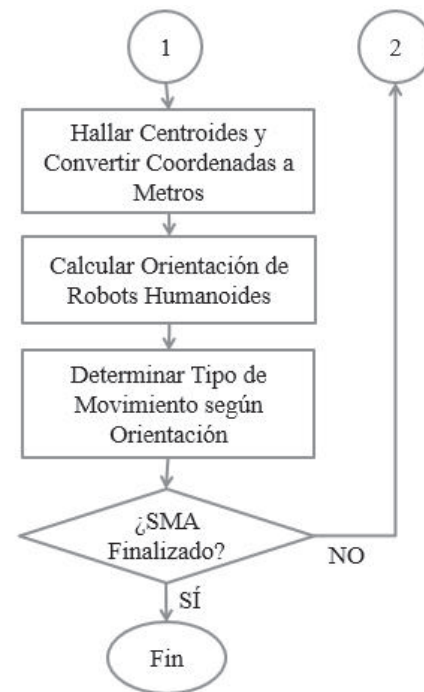 1
2
Hallar Centroides y
Convertir Coordenadas a
Metros
Calcular Orientación de
Robots Humanoides
Determinar Tipo de
Movimiento según
Orientación
¿SMA
Finalizado?
NO
SÍ
Fin